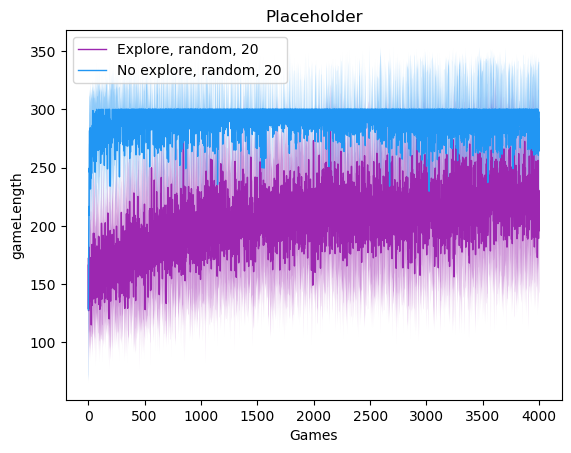 Placeholder
Explore, random, 20
No explore, random, 20
350
300
250
200
150
100
gameLength
0 500 1000 1500 2000 2500 3000 3500 4000
Games